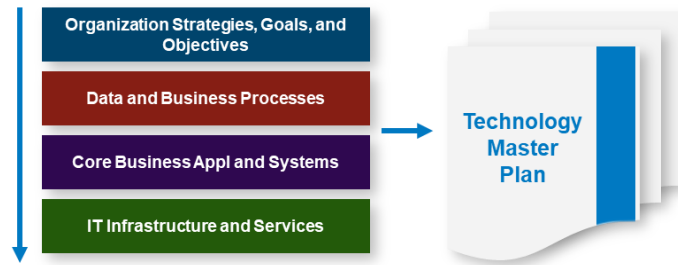 Organization Strategies, Goals, and
Objectives
Data and Business Processes
Core Business Appl and Systems
IT Infrastructure and Services
Technology
Master
Plan